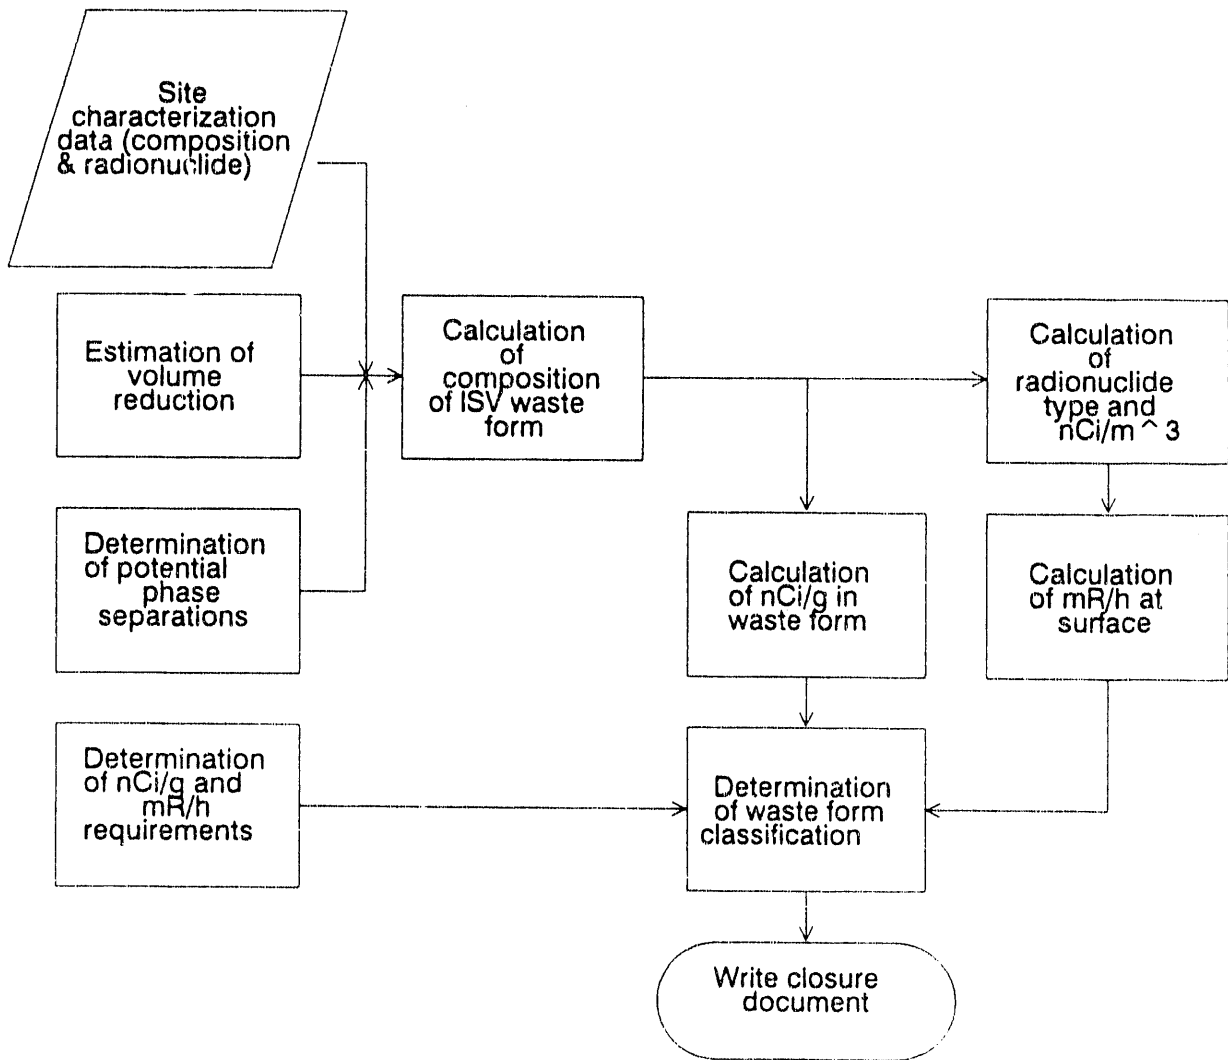 Site
characterization
data (composition
& radionuclide)
Estimation of
volume
reduction
Calculation
of
composition
of ISV waste
form
Calculation
of
radionuclide
type and
nCi/m ^ 3
Determination
of potential
phase
separations
Calculation
of nCi/g in
waste form
Calculation
of mR/h at
surface
Determination
of nCi/g and
mR/h
requirements
Determination
of waste form
classification
Write closure
document